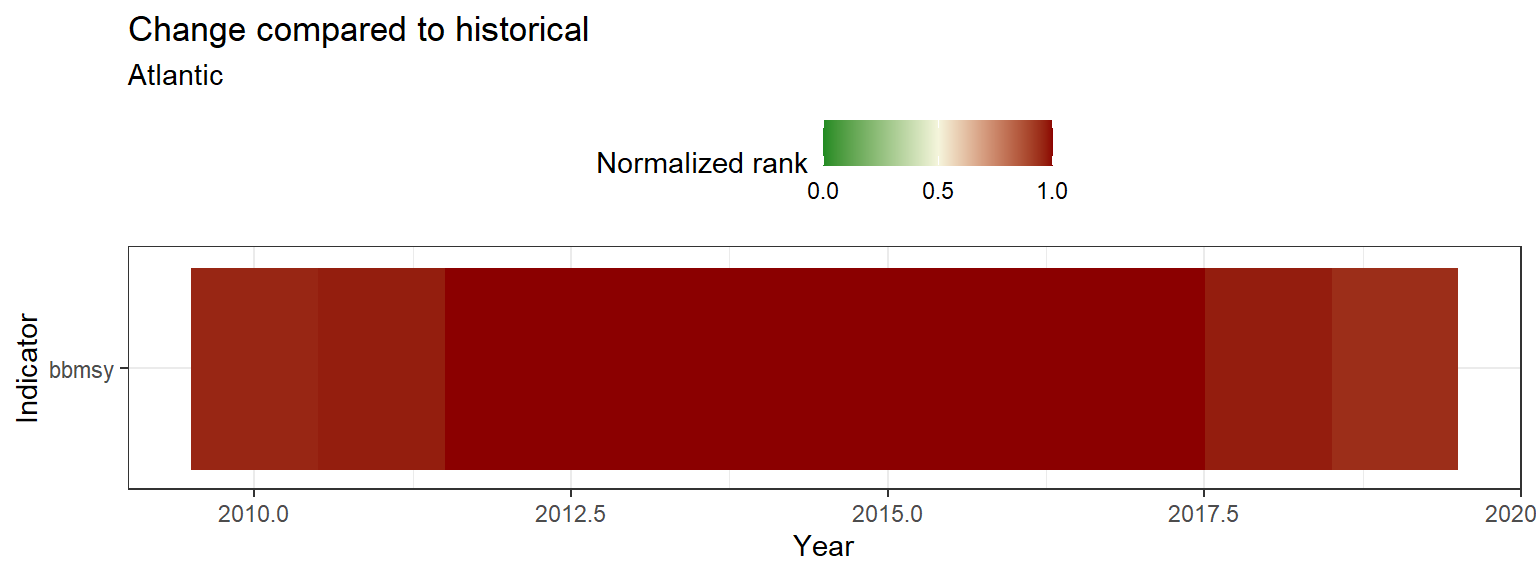 Change compared to historical
Atlantic
Normalized rank
0.0 0.5 1.0
Indicator
bbmsy
2010.0 2012.5 2015.0 2017.5 2020
Year